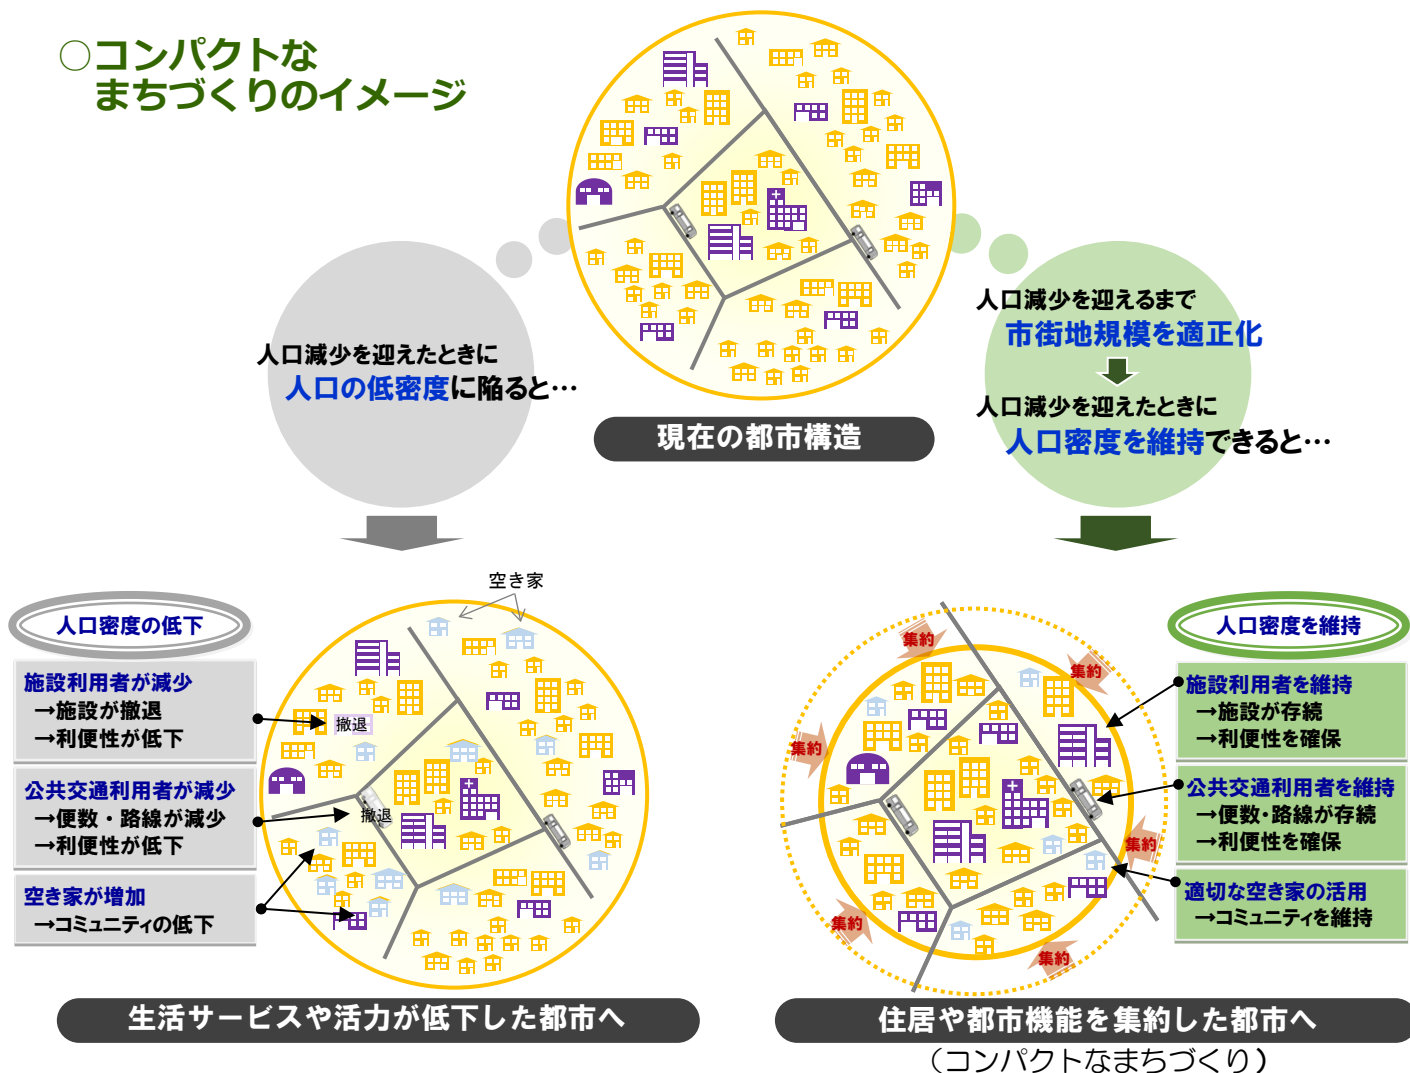 ○コンパクトな
まちづくりのイメージ
人口減少を迎えたときに
人口の低密度に陥ると…
現在の都市構造
人口減少を迎えるまで
市街地規模を適正化
人口減少を迎えたときに
人口密度を維持できると…
人口密度の低下
施設利用者が減少
→施設が撤退
→利便性が低下
公共交通利用者が減少
→便数・路線が減少
→利便性が低下
空き家が増加
→コミュニティの低下
空き家
撤退
撤退
生活サービスや活力が低下した都市へ
集約
集約
集約
集約
集約
集約
人口密度を維持
施設利用者を維持
→施設が存続
→利便性を確保
公共交通利用者を維持
→便数・路線が存続
→利便性を確保
適切な空き家の活用
→コミュニティを維持
住居や都市機能を集約した都市へ
（コンパクトなまちづくり）